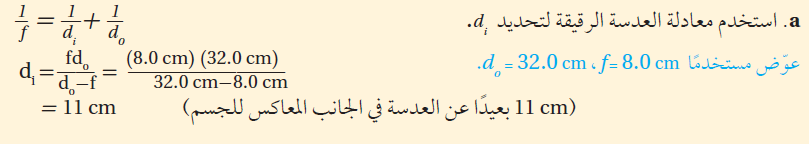 a. استخدم معادلة العدسة الرقيقة لتحديد dᵢ.
1/f = 1/dᵢ + 1/dₒ
عوّض مستخدمًا f= 8.0 cm ، dₒ = 32.0 cm.
dᵢ = fdₒ/dₒ–f = (8.0 cm) (32.0 cm)/32.0 cm–8.0 cm
= 11 cm (11 cm بعيدًا عن العدسة في الجانب المعاكس للجسم)